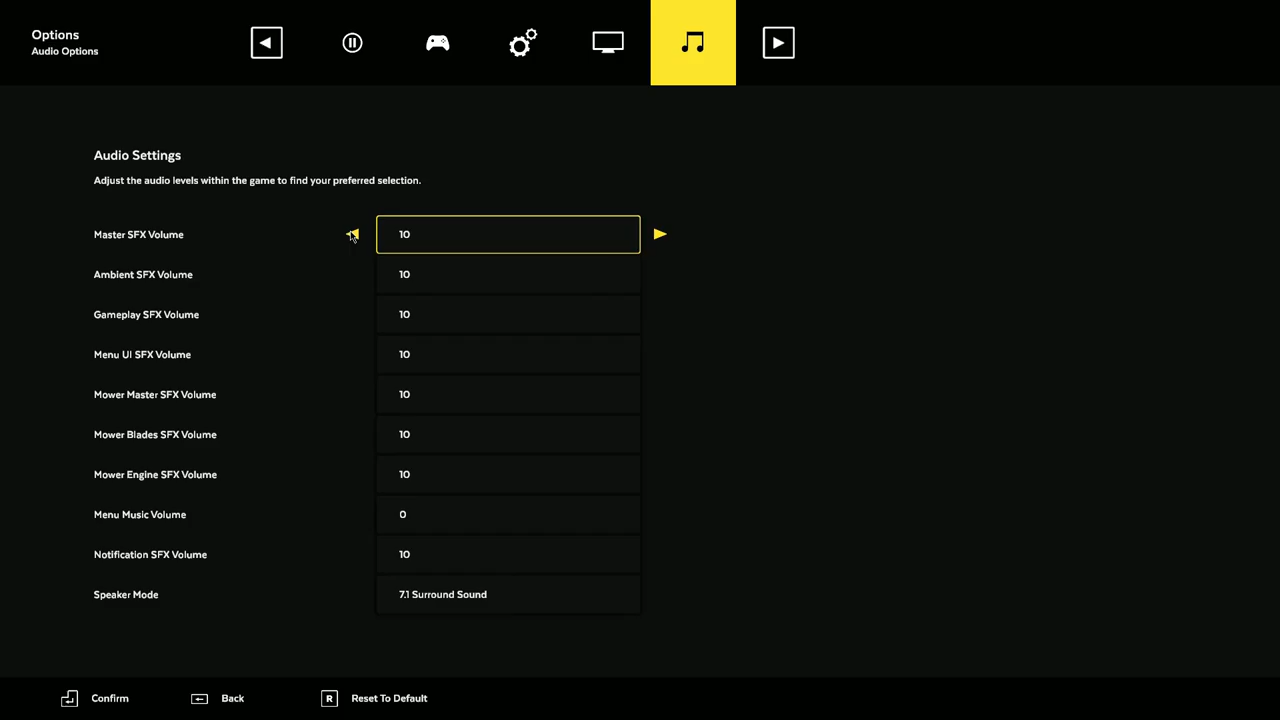 Options
Audio Options
Audio Settings
Adjust the audio levels within the game to find your preferred selection.
Master SFX Volume 10
Ambient SFX Volume 10
Gameplay SFX Volume 10
Menu UI SFX Volume 10
Mower Master SFX Volume 10
Mower Blades SFX Volume 10
Mower Engine SFX Volume 10
Menu Music Volume 0
Notification SFX Volume 10
Speaker Mode 7.1 Surround Sound
Confirm Back R Reset To Default